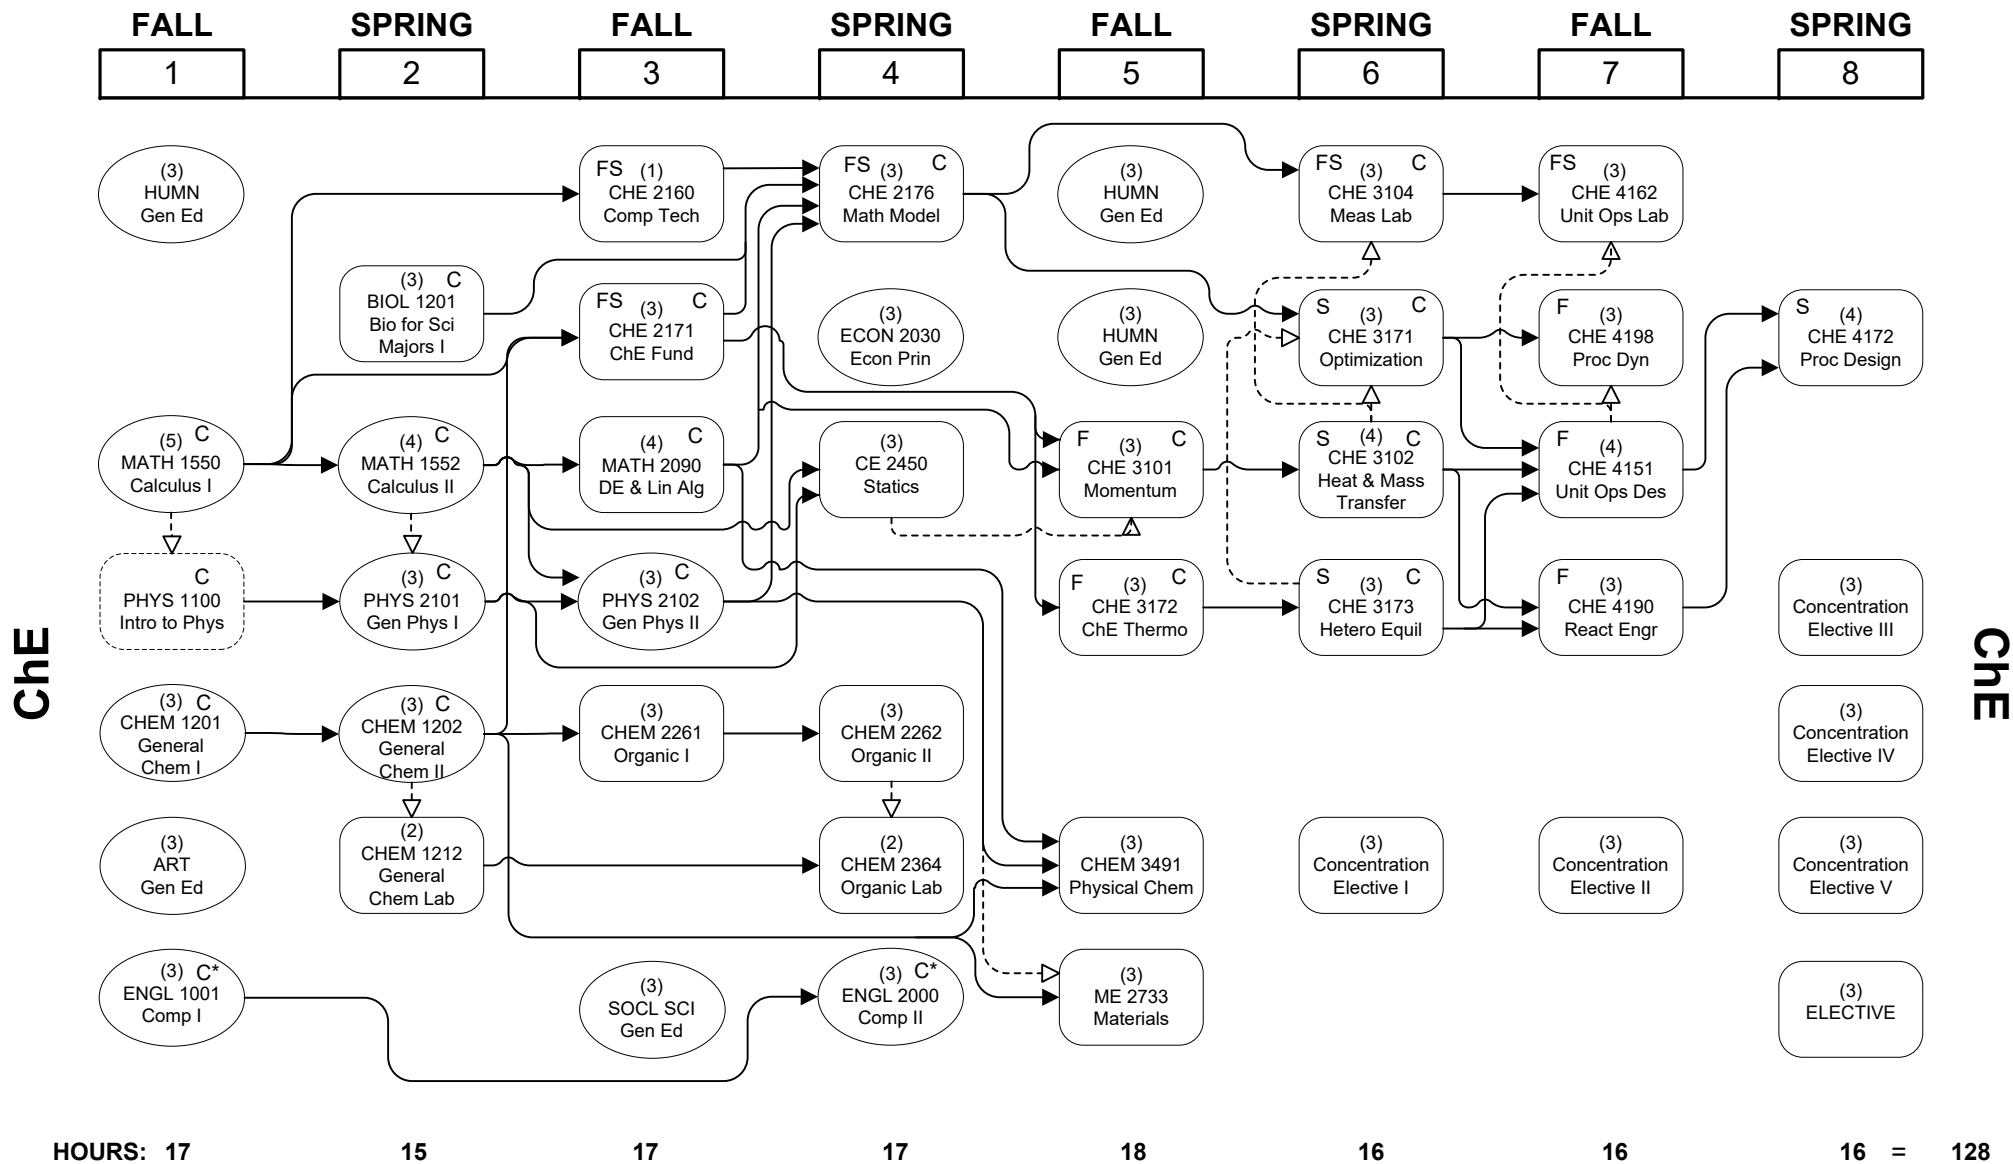 FALL SPRING FALL SPRING FALL SPRING FALL SPRING
1 2 3 4 5 6 7 8
(3)
HUMN
Gen Ed
(5) C
MATH 1550
Calculus I
C
PHYS 1100
Intro to Phys
(3) C
CHEM 1201
General
Chem I
(3)
ART
Gen Ed
(3) C*
ENGL 1001
Comp I
(3) C
BIOL 1201
Bio for Sci
Majors I
(4) C
MATH 1552
Calculus II
(3) C
PHYS 2101
Gen Phys I
(3) C
CHEM 1202
General
Chem II
(2)
CHEM 1212
General
Chem Lab
FS (1)
CHE 2160
Comp Tech
FS (3) C
CHE 2171
ChE Fund
(4) C
MATH 2090
DE & Lin Alg
(3) C
PHYS 2102
Gen Phys II
(3)
CHEM 2261
Organic I
(3)
SOCL SCI
Gen Ed
FS (3) C
CHE 2176
Math Model
(3)
ECON 2030
Econ Prin
(3)
CE 2450
Statics
(3)
CHEM 2262
Organic II
(2)
CHEM 2364
Organic Lab
(3) C*
ENGL 2000
Comp II
(3)
HUMN
Gen Ed
(3)
HUMN
Gen Ed
F (3) C
CHE 3101
Momentum
F (3) C
CHE 3172
ChE Thermo
(3)
CHEM 3491
Physical Chem
(3)
ME 2733
Materials
FS (3) C
CHE 3104
Meas Lab
S (3) C
CHE 3171
Optimization
S (4) C
CHE 3102
Heat & Mass
Transfer
S (3) C
CHE 3173
Hetero Equil
(3)
Concentration
Elective I
FS (3)
CHE 4162
Unit Ops Lab
F (3)
CHE 4198
Proc Dyn
F (4)
CHE 4151
Unit Ops Des
F (3)
CHE 4190
React Engr
(3)
Concentration
Elective II
S (4)
CHE 4172
Proc Design
(3)
Concentration
Elective III
(3)
Concentration
Elective IV
(3)
Concentration
Elective V
(3)
ELECTIVE
ChE
ChE
HOURS: 17 15 17 17 18 16 16 16 = 128